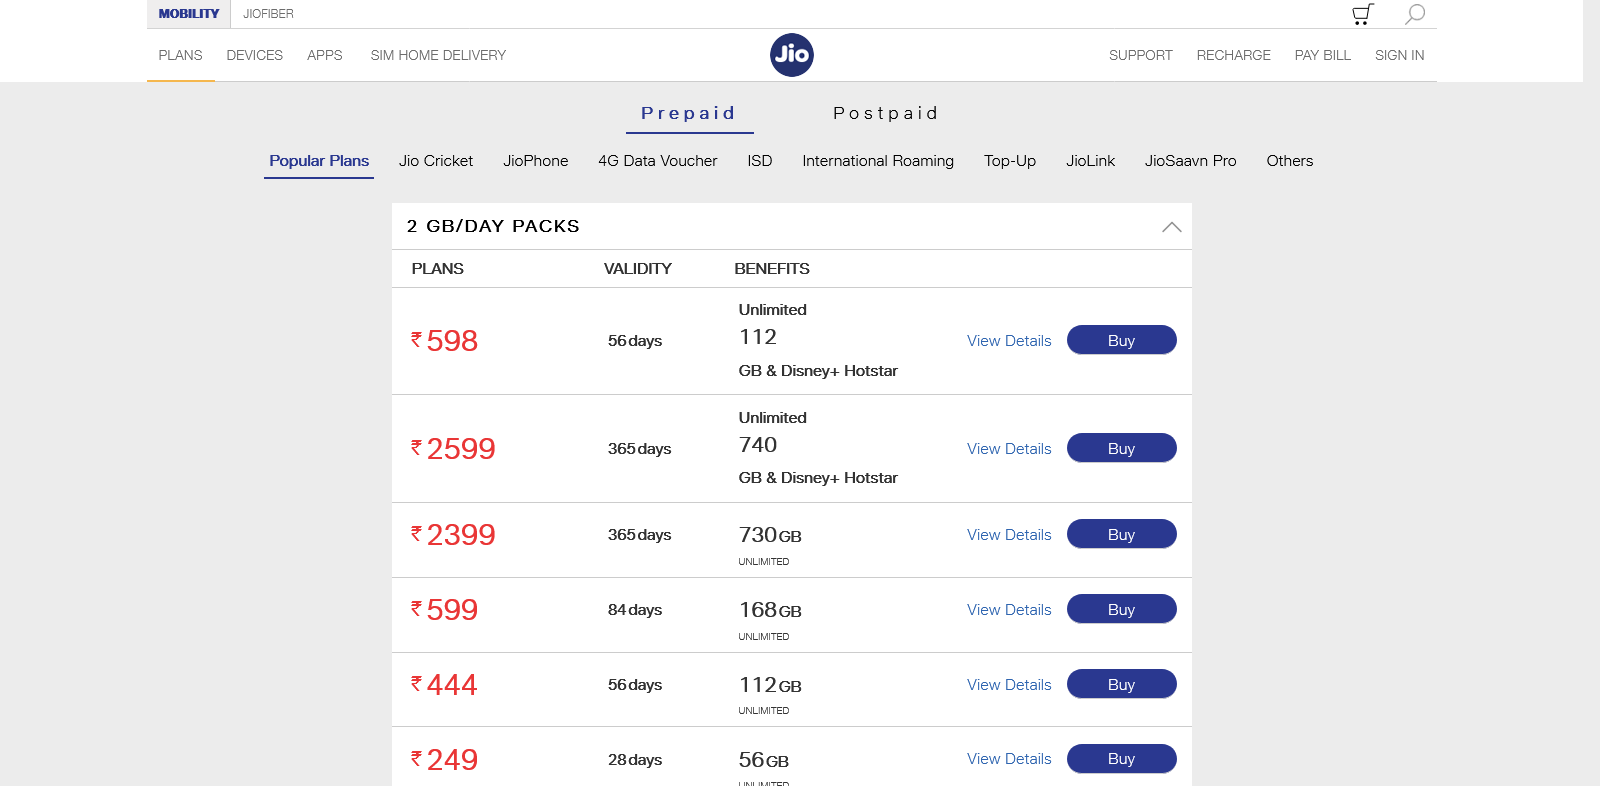 MOBILITY JIOFIBER
PLANS DEVICES APPS SIM HOME DELIVERY Jio SUPPORT RECHARGE PAY BILL SIGN IN
Prepaid Postpaid
Popular Plans Jio Cricket JioPhone 4G Data Voucher ISD International Roaming Top-Up JioLink JioSaavn Pro Others
2 GB/DAY PACKS
PLANS VALIDITY BENEFITS
Unlimited
₹ 598 56 days 112 View Details Buy
GB & Disney+ Hotstar
Unlimited
₹ 2599 365 days 740 View Details Buy
GB & Disney+ Hotstar
₹ 2399 365 days 730 GB View Details Buy
UNLIMITED
₹ 599 84 days 168 GB View Details Buy
UNLIMITED
₹ 444 56 days 112 GB View Details Buy
UNLIMITED
₹ 249 28 days 56 GB View Details Buy
UNLIMITED